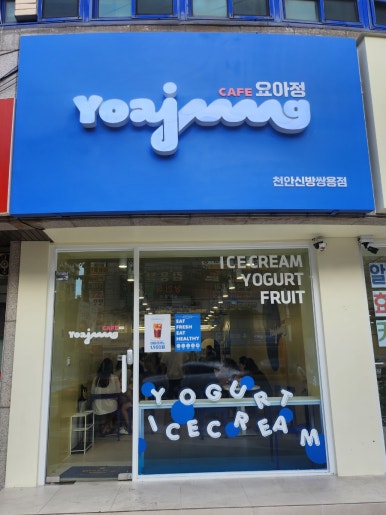 CAFE 요아정
Yoajung
천안신방쌍용점
ICECREAM
YOGURT
FRUIT
CAFE
Yoajung
EAT
FRESH
EAT
HEALTHY
YOGURT
ICECREAM